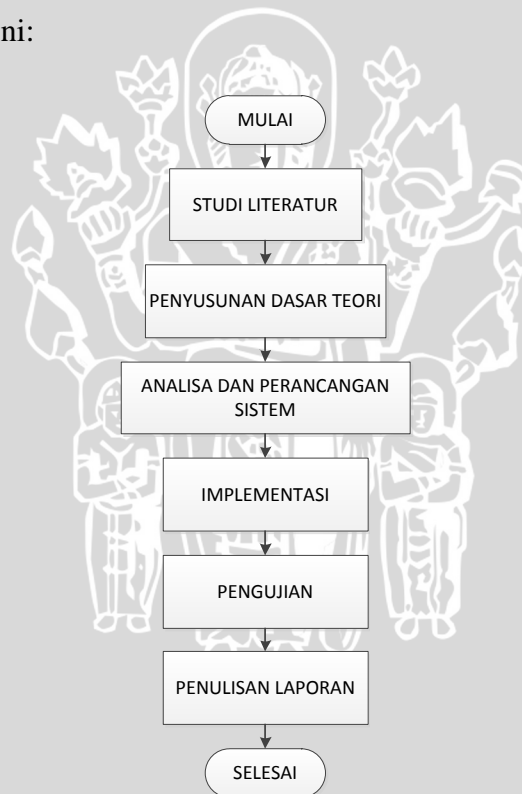 ni:
MULAI
STUDI LITERATUR
PENYUSUNAN DASAR TEORI
ANALISA DAN PERANCANGAN
SISTEM
IMPLEMENTASI
PENGUJIAN
PENULISAN LAPORAN
SELESAI